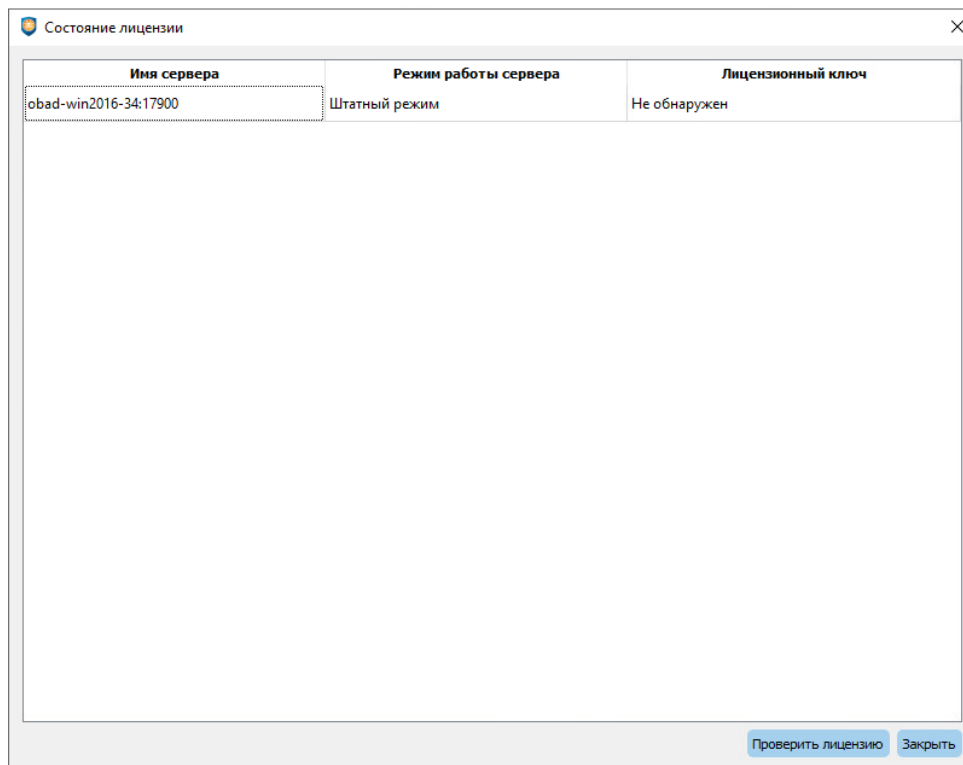 Состояние лицензии
Имя сервера Режим работы сервера Лицензионный ключ
obad-win2016-34:17900 Штатный режим Не обнаружен
Проверить лицензию Закрыть